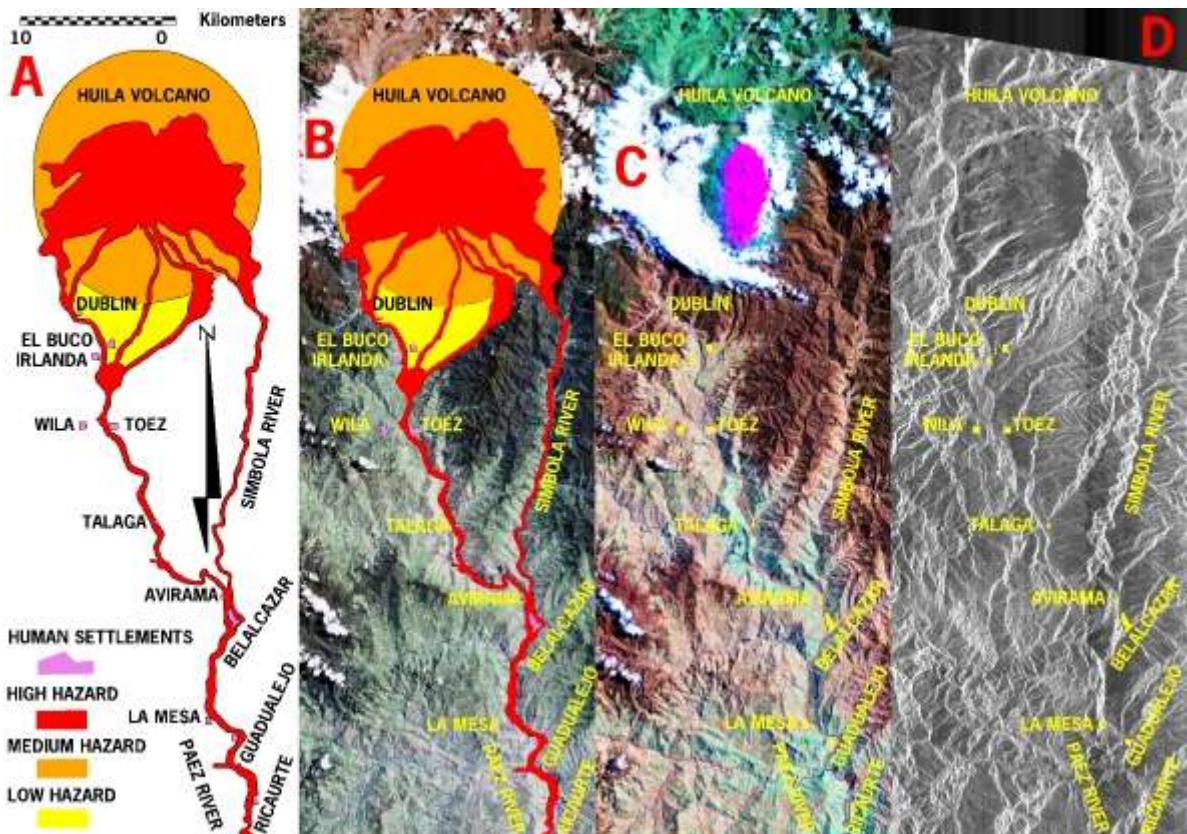 Kilometers
10 0
A
HUILA VOLCANO
DUBLIN
N
EL BUCO
IRLANDA
WILA
TOEZ
SIMBOLA RIVER
TALAGA
AVIRAMA
BELALCAZAR
HUMAN SETTLEMENTS
HIGH HAZARD
LA MESA
GUADUALEJO
MEDIUM HAZARD
PAEZ RIVER
LOW HAZARD
RICAURTE
B
HUILA VOLCANO
DUBLIN
EL BUCO
IRLANDA
WILA
TOEZ
SIMBOLA RIVER
TALAGA
AVIRAMA
BELALCAZAR
LA MESA
GUADUALEJO
PAEZ RIVER
RICAURTE
C
HUILA VOLCANO
DUBLIN
EL BUCO
IRLANDA
WILA
TOEZ
SIMBOLA RIVER
TALAGA
AVIRAMA
BELALCAZAR
LA MESA
GUADUALEJO
PAEZ RIVER
RICAURTE
D
HUILA VOLCANO
DUBLIN
EL BUCO
IRLANDA
WILA
TOEZ
SIMBOLA RIVER
TALAGA
AVIRAMA
BELALCAZAR
LA MESA
GUADUALEJO
PAEZ RIVER
RICAURTE